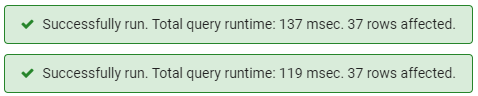 Successfully run. Total query runtime: 137 msec. 37 rows affected.
Successfully run. Total query runtime: 119 msec. 37 rows affected.